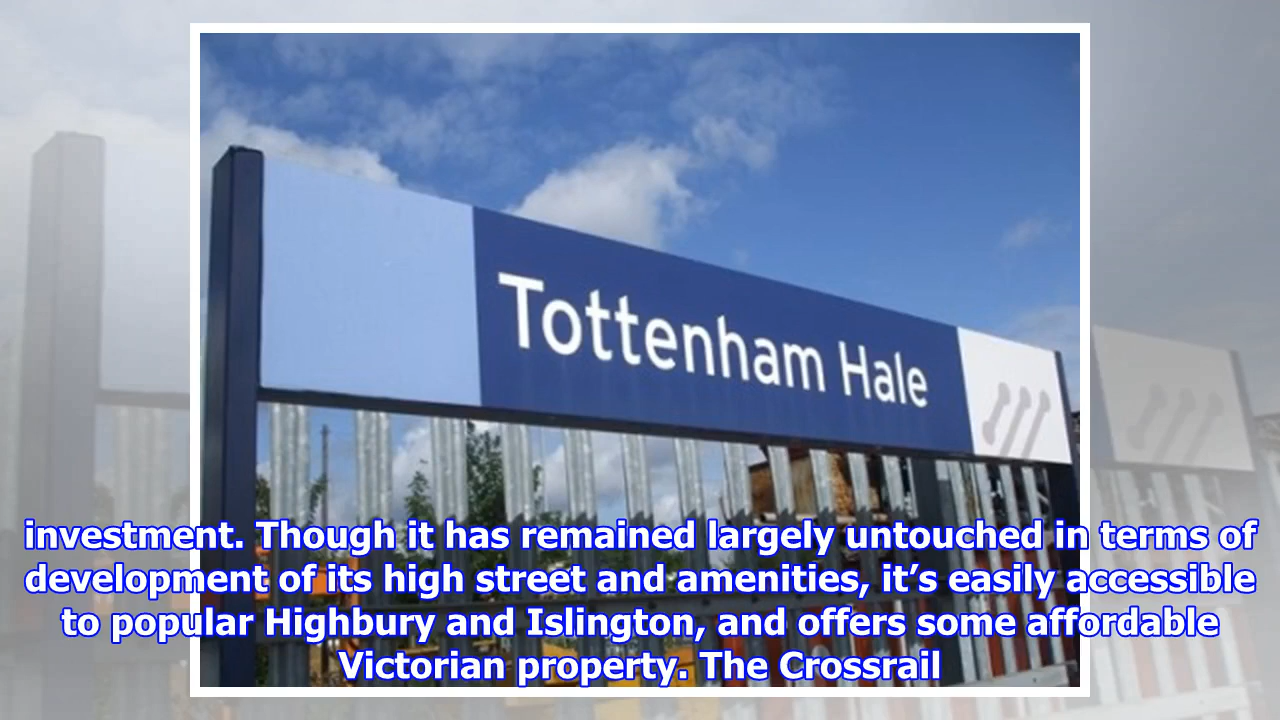 Tottenham Hale
investment. Though it has remained largely untouched in terms of
development of its high street and amenities, it’s easily accessible
to popular Highbury and Islington, and offers some affordable
Victorian property. The Crossrail